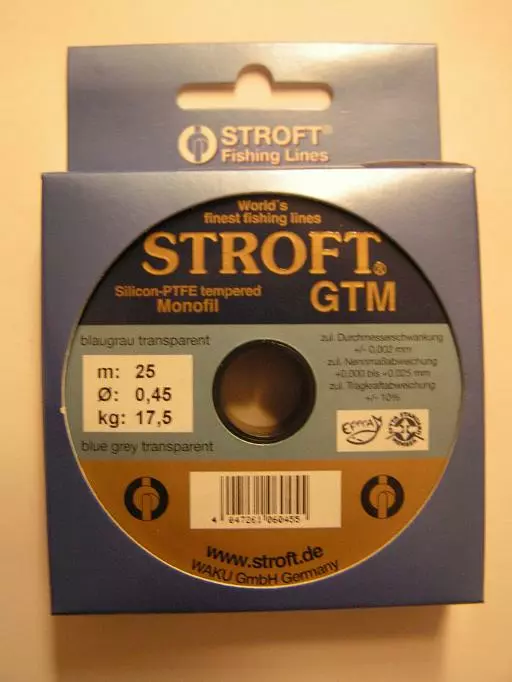 STROFT®
Fishing Lines
World's
finest fishing lines
STROFT®
Silicon-PTFE tempered
Monofil
GTM
blaugrau transparent
m: 25
Ø: 0,45
kg: 17,5
blue grey transparent
zul. Durchmesserschwankung
+/- 0,002 mm
zul. Nennmaßabweichung
+0,000 bis +0,025 mm
zul. Tragkraftabweichung
+/- 10%
EFTTA
4 047261 060455
www.stroft.de
WAKU GmbH Germany